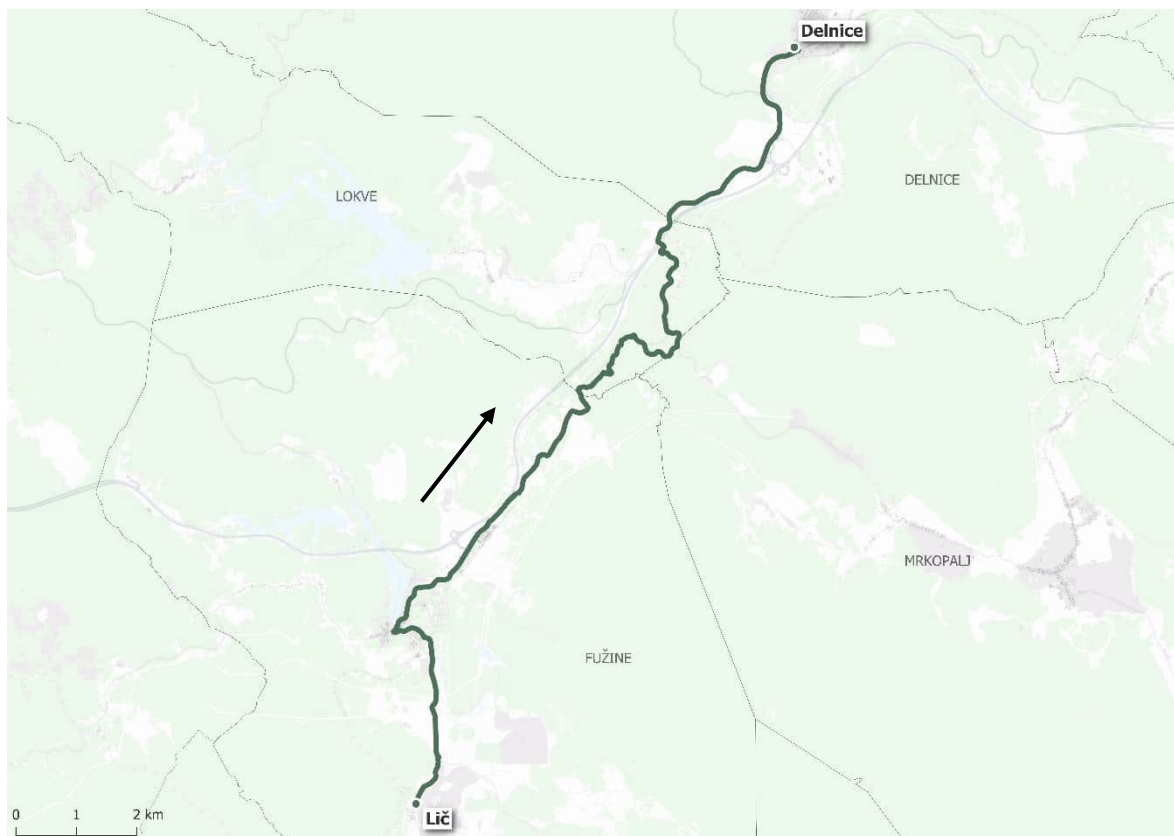 Delnice
LOKVE
DELNICE
MRKOPALJ
FUŽINE
0 1 2 km
Lič